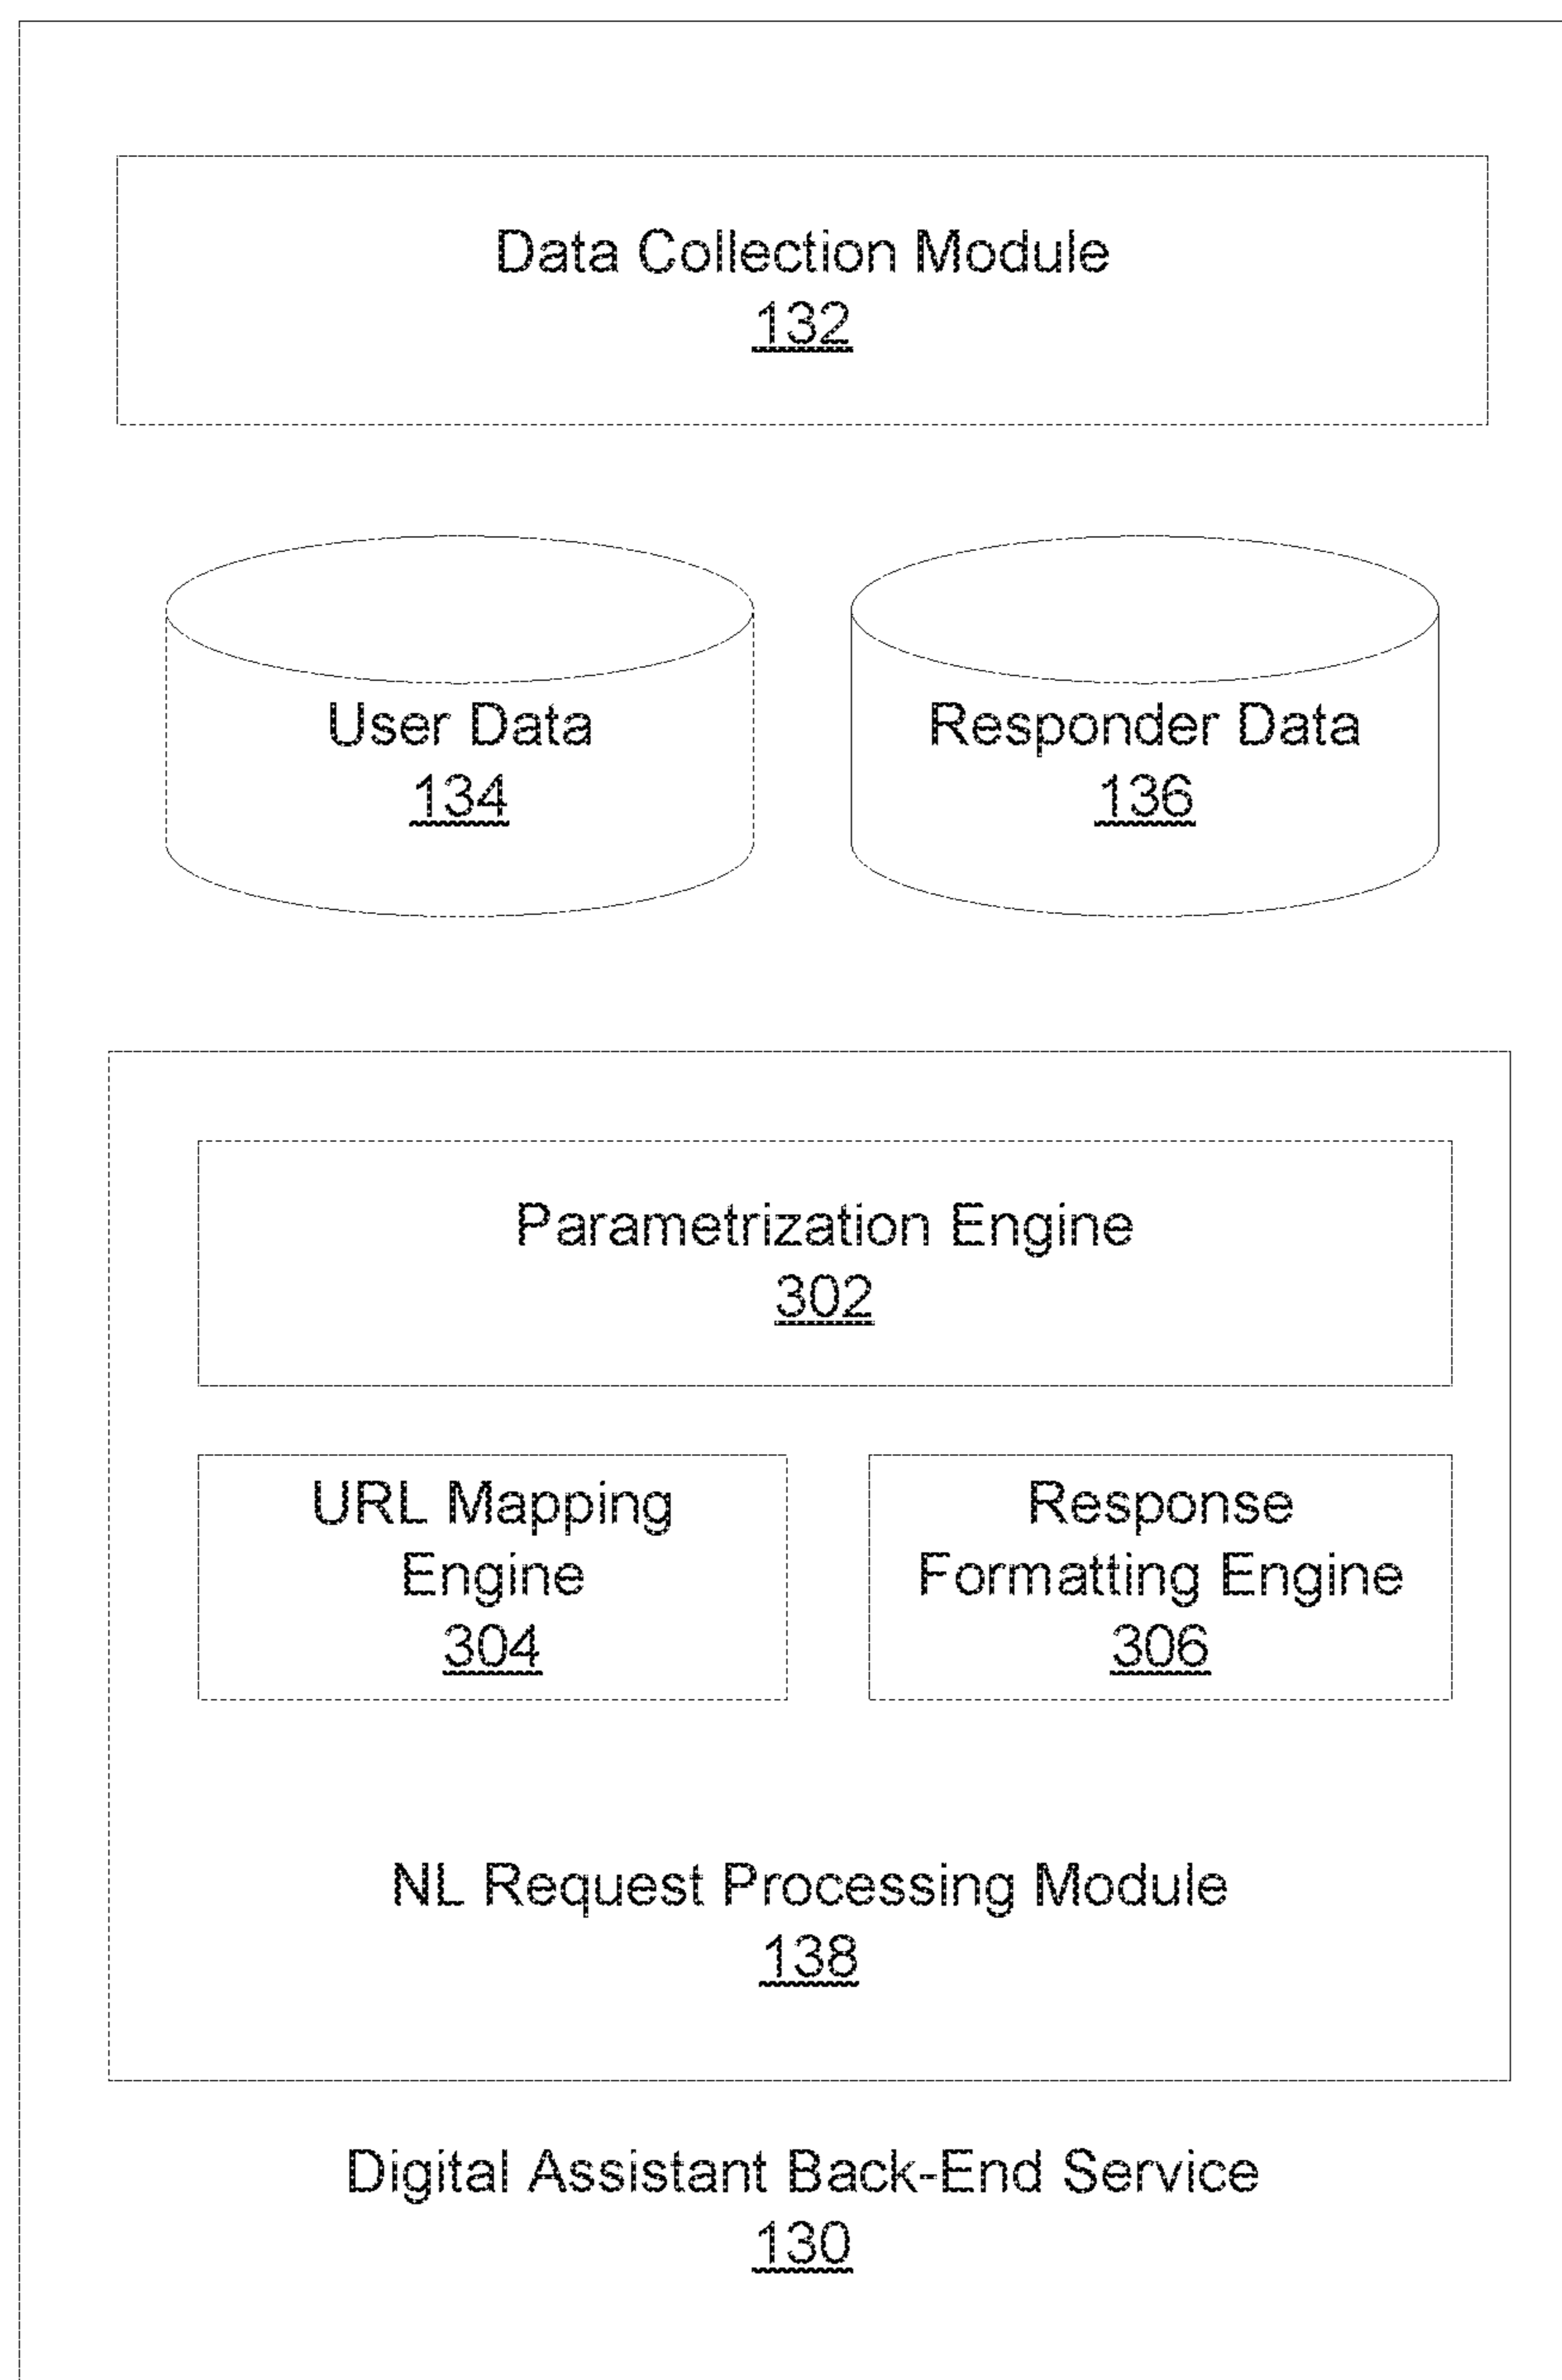 Data Collection Module
132
User Data
134
Responder Data
136
Parametrization Engine
302
URL Mapping
Engine
304
Response
Formatting Engine
306
NL Request Processing Module
138
Digital Assistant Back-End Service
130